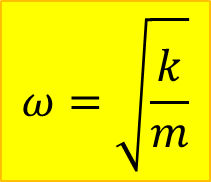 ω = √(k/m)